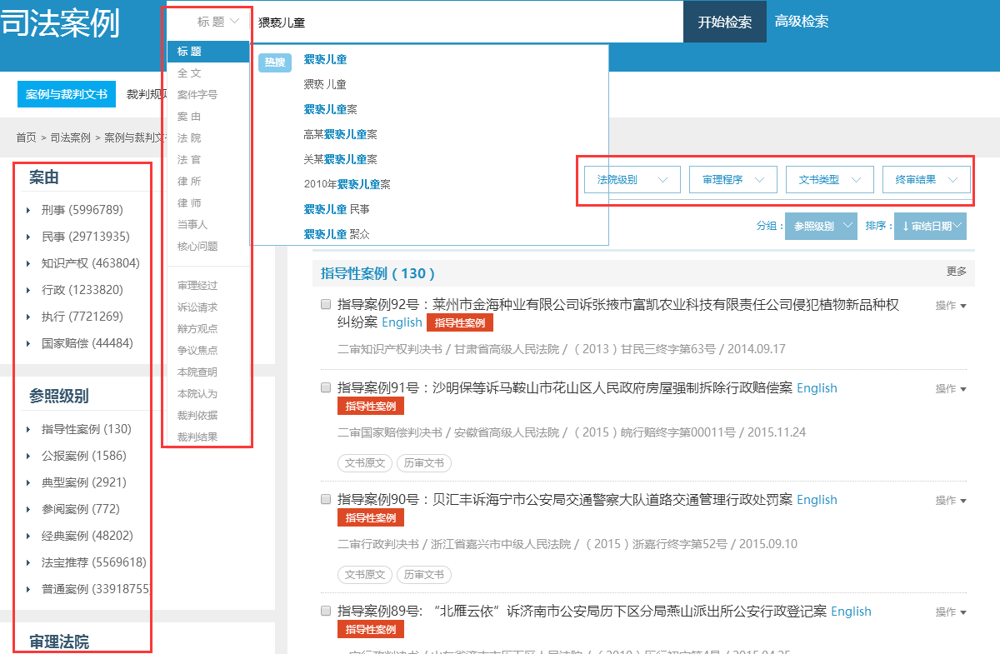 司法案例
标 题
猥亵儿童
开始检索
高级检索
标 题
全 文
案件字号
案 由
法 院
法 官
律 所
律 师
当事人
核心问题
审理经过
诉讼请求
辩方观点
争议焦点
本院查明
本院认为
裁判依据
裁判结果
热搜
猥亵儿童
猥亵 儿童
猥亵儿童案
高某猥亵儿童案
关某猥亵儿童案
2010年猥亵儿童案
猥亵儿童 民事
猥亵儿童 聚众
案例与裁判文书
裁判规
首页 > 司法案例 > 案例与裁判文
案由
刑事 (5996789)
民事 (29713935)
知识产权 (463804)
行政 (1233820)
执行 (7721269)
国家赔偿 (44484)
参照级别
指导性案例 (130)
公报案例 (1586)
典型案例 (2921)
参阅案例 (772)
经典案例 (48202)
法宝推荐 (5569618)
普通案例 (33918755
审理法院
法院级别
审理程序
文书类型
终审结果
分组：
参照级别
排序：
↓审结日期
指导性案例（130）
更多
指导案例92号：莱州市金海种业有限公司诉张掖市富凯农业科技有限责任公司侵犯植物新品种权
纠纷案 English 指导性案例
操作
二审知识产权判决书 / 甘肃省高级人民法院 / （2013）甘民三终字第63号 / 2014.09.17
指导案例91号：沙明保等诉马鞍山市花山区人民政府房屋强制拆除行政赔偿案 English
操作
指导性案例
二审国家赔偿判决书 / 安徽省高级人民法院 / （2015）皖行赔终字第00011号 / 2015.11.24
文书原文 历审文书
指导案例90号：贝汇丰诉海宁市公安局交通警察大队道路交通管理行政处罚案 English
操作
指导性案例
二审行政判决书 / 浙江省嘉兴市中级人民法院 / （2015）浙嘉行终字第52号 / 2015.09.10
文书原文 历审文书
指导案例89号: “北雁云依”诉济南市公安局历下区分局燕山派出所公安行政登记案 English
操作
指导性案例